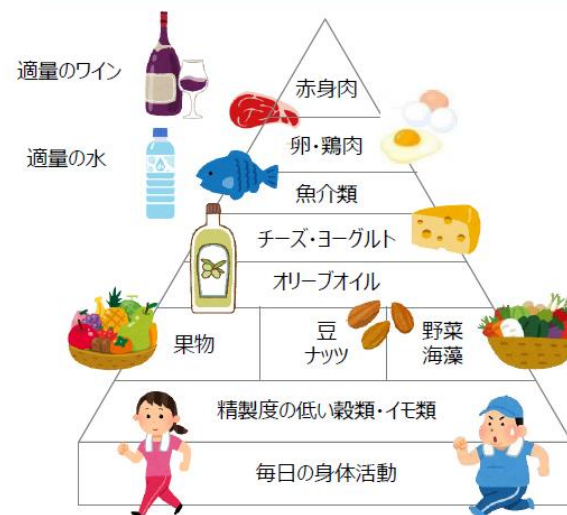 適量のワイン
赤身肉
適量の水
卵・鶏肉
魚介類
チーズ・ヨーグルト
オリーブオイル
果物
豆
ナッツ
野菜
海藻
精製度の低い穀類・イモ類
毎日の身体活動